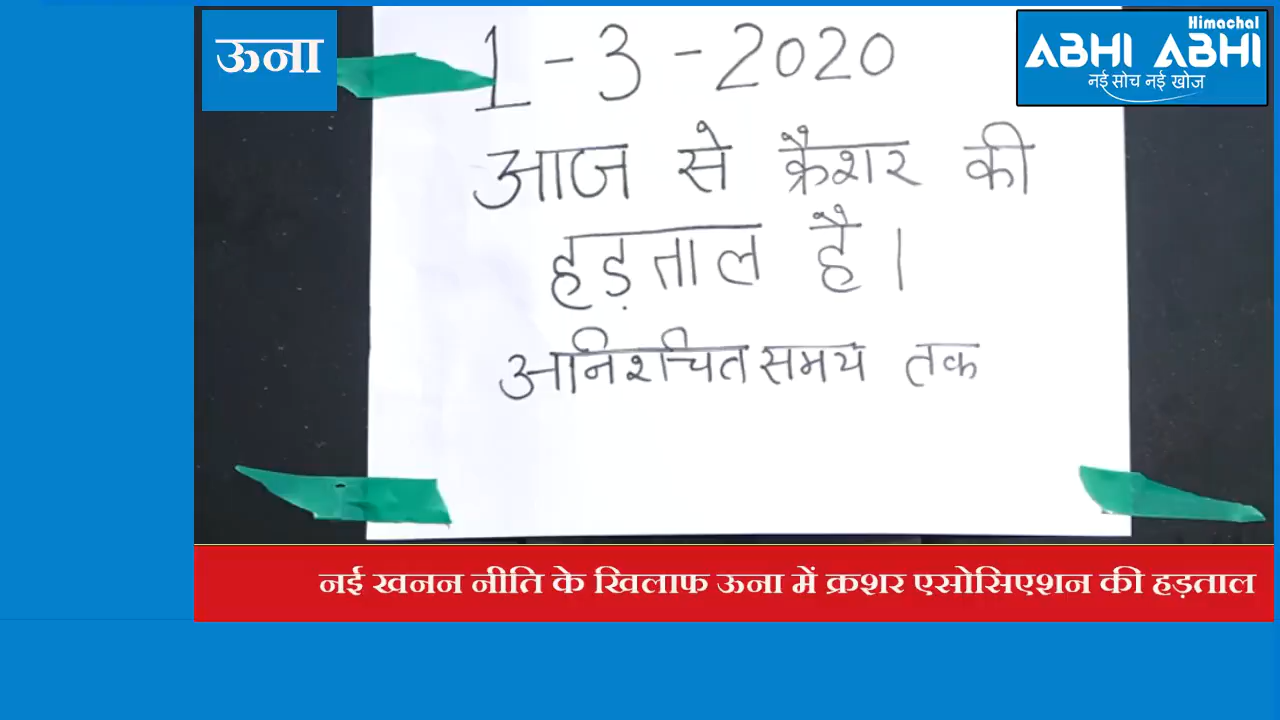 ऊना
Himachal
ABHI ABHI
नई सोच नई खोज
1-3-2020
आज से क्रैशर की
हड़ताल है।
अनिश्चित समय तक
नई खनन नीति के खिलाफ ऊना में क्रशर एसोसिएशन की हड़ताल